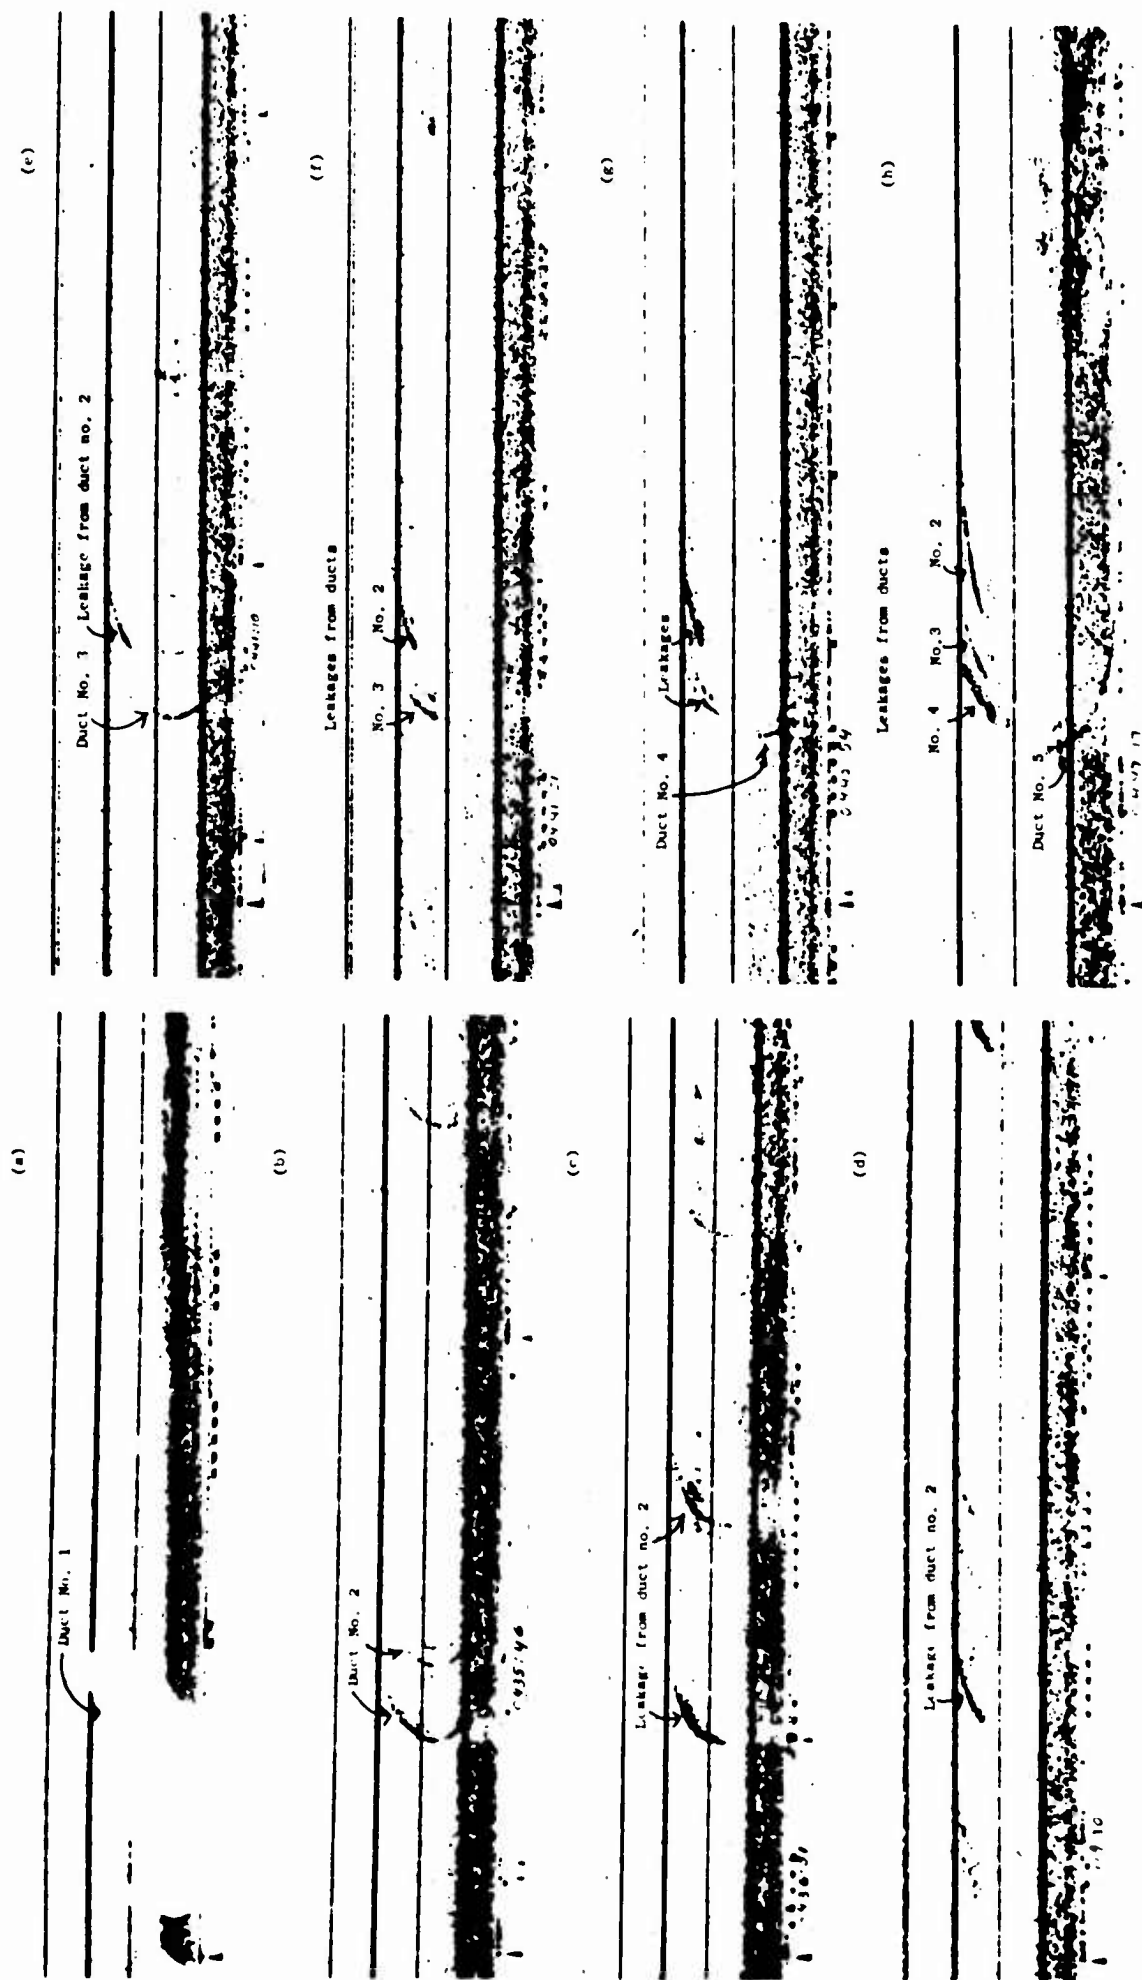 (a)
Duct No. 1
(b)
Duct No. 2
0435:46
(c)
Leakage from duct no. 2
(d)
Leakage from duct no. 2
(e)
Duct No. 3 Leakage from duct no. 2
(f)
Leakages from ducts
No. 3 No. 2
(g)
Duct No. 4 Leakages
(h)
Leakages from ducts
No. 4 No.3 No. 2
Duct No. 5